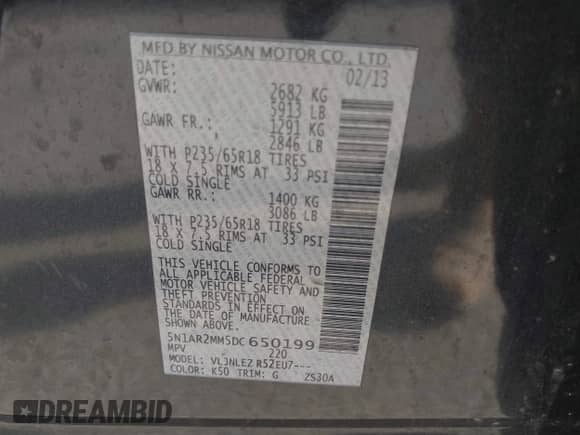 MFD BY NISSAN MOTOR CO., LTD.
DATE: 02/13
GVWR: 2682 KG
5913 LB
GAWR FR.: 1291 KG
2846 LB
WITH P235/65R18 TIRES
18 X 7.5 RIMS AT 33 PSI
COLD SINGLE
GAWR RR.: 1400 KG
3086 LB
WITH P235/65R18 TIRES
18 X 7.5 RIMS AT 33 PSI
COLD SINGLE
THIS VEHICLE CONFORMS TO
ALL APPLICABLE FEDERAL
MOTOR VEHICLE SAFETY AND
THEFT PREVENTION
STANDARDS IN EFFECT ON
THE DATE OF MANUFACTURE
SHOWN ABOVE.
5N1AR2MM5DC650199
MPV 220
MODEL: VLJNLEZ R52EU7---
COLOR: K50 TRIM: G ZS30A
DREAMBID